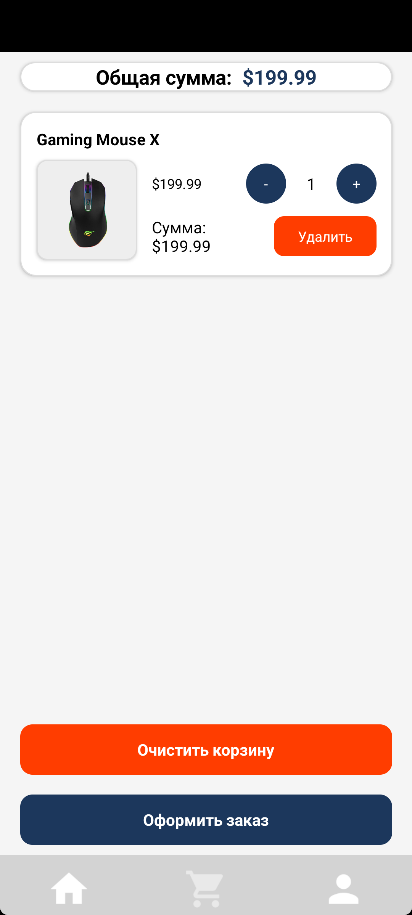 Общая сумма: $199.99
Gaming Mouse X
$199.99
- 1 +
Сумма:
$199.99
Удалить
Очистить корзину
Оформить заказ